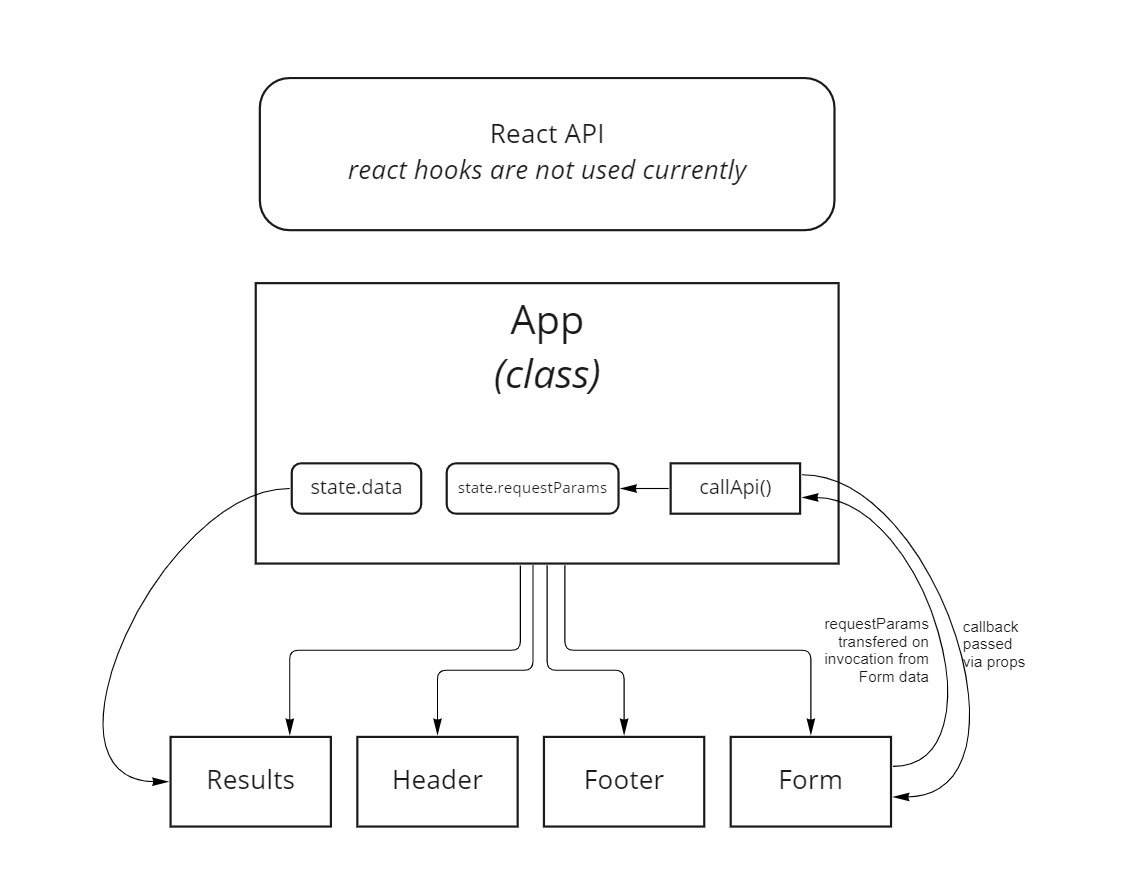 React API
react hooks are not used currently
App
(class)
state.data
state.requestParams
callApi()
requestParams
transfered on
invocation from
Form data
callback
passed
via props
Results
Header
Footer
Form